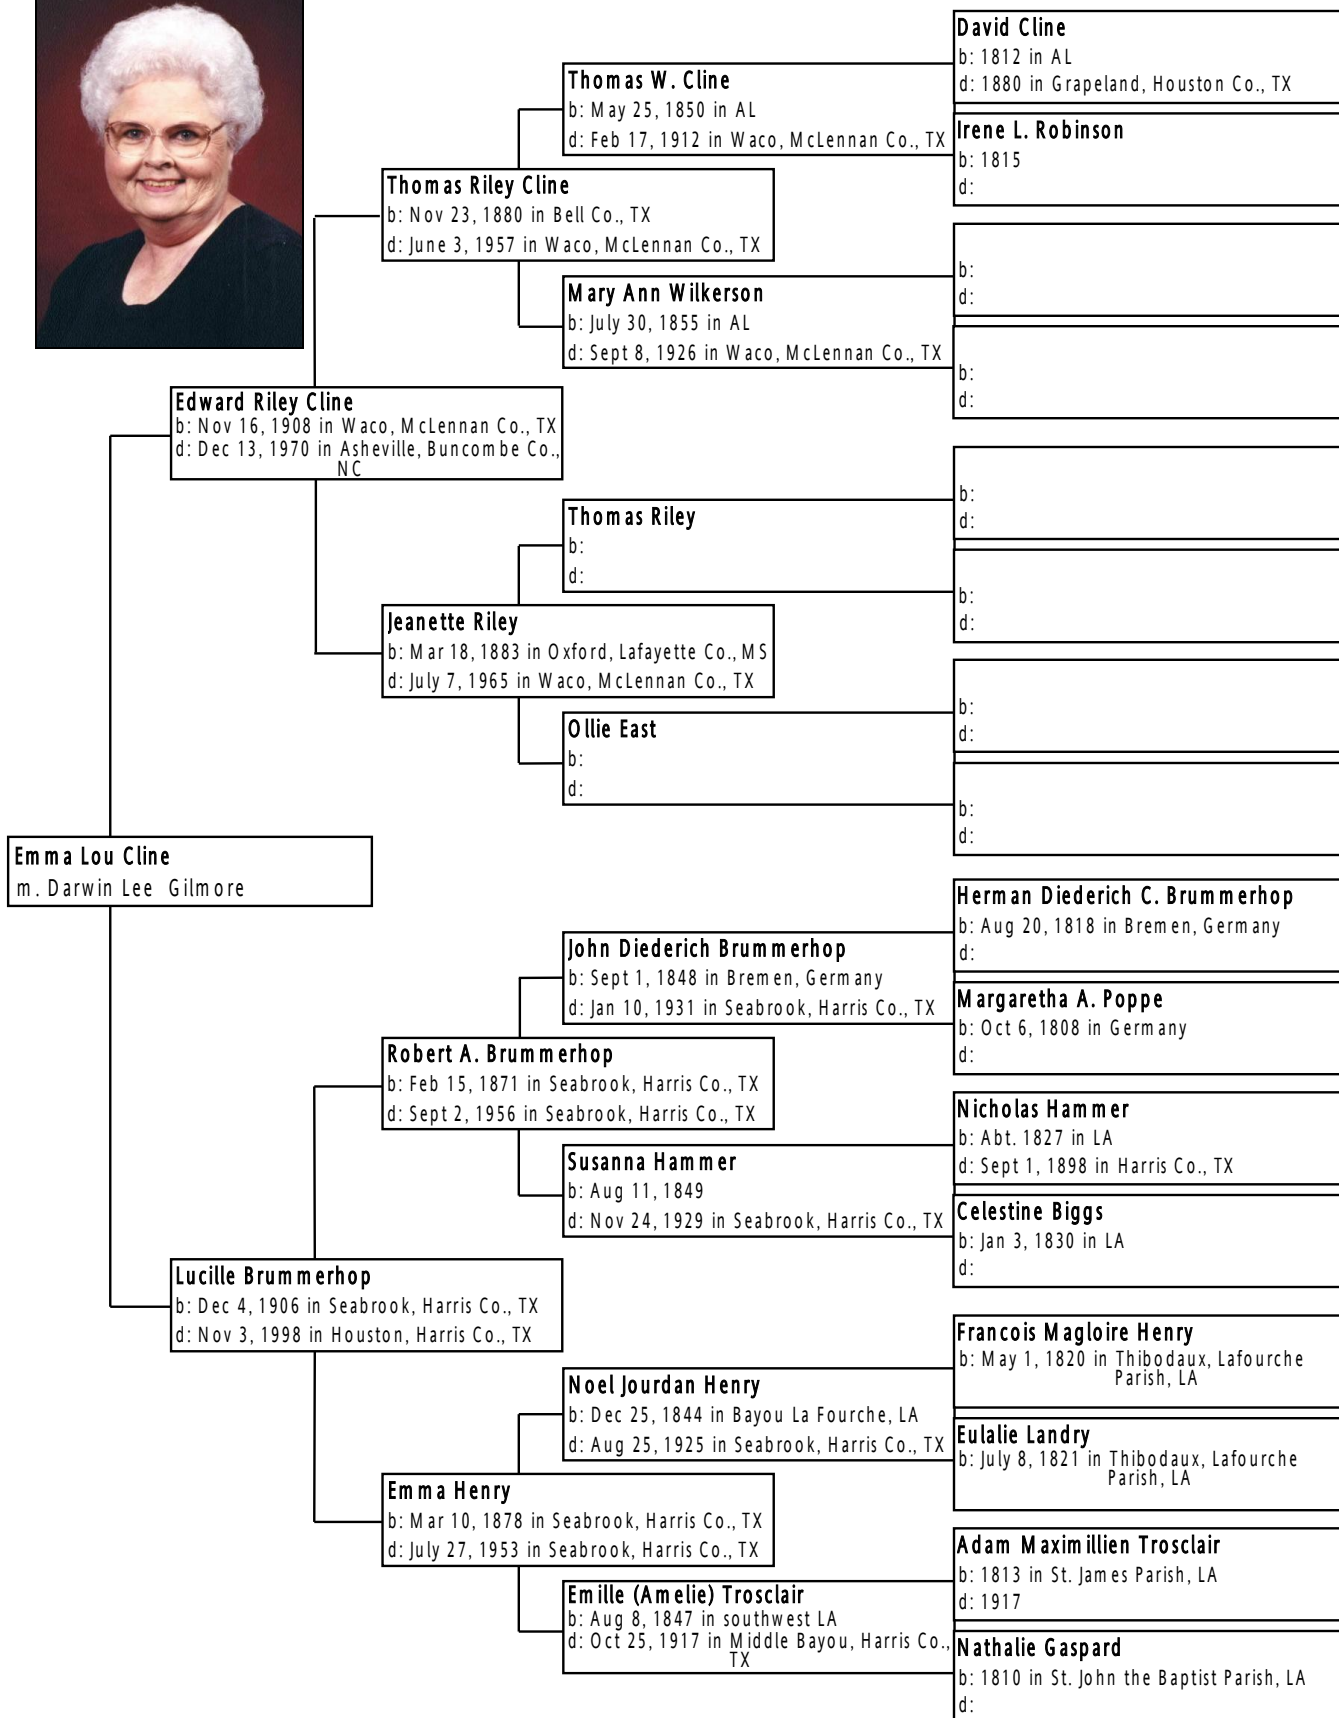 David Cline
b: 1812 in AL
d: 1880 in Grapeland, Houston Co., TX
Thomas W. Cline
b: May 25, 1850 in AL
d: Feb 17, 1912 in Waco, McLennan Co., TX
Irene L. Robinson
b: 1815
d:
Thomas Riley Cline
b: Nov 23, 1880 in Bell Co., TX
d: June 3, 1957 in Waco, McLennan Co., TX
b:
d:
Mary Ann Wilkerson
b: July 30, 1855 in AL
d: Sept 8, 1926 in Waco, McLennan Co., TX
b:
d:
Edward Riley Cline
b: Nov 16, 1908 in Waco, McLennan Co., TX
d: Dec 13, 1970 in Asheville, Buncombe Co.,
NC
b:
d:
Thomas Riley
b:
d:
b:
d:
Jeanette Riley
b: Mar 18, 1883 in Oxford, Lafayette Co., MS
d: July 7, 1965 in Waco, McLennan Co., TX
b:
d:
Ollie East
b:
d:
b:
d:
Emma Lou Cline
m. Darwin Lee Gilmore
Herman Diederich C. Brummerhop
b: Aug 20, 1818 in Bremen, Germany
d:
John Diederich Brummerhop
b: Sept 1, 1848 in Bremen, Germany
d: Jan 10, 1931 in Seabrook, Harris Co., TX
Margaretha A. Poppe
b: Oct 6, 1808 in Germany
d:
Robert A. Brummerhop
b: Feb 15, 1871 in Seabrook, Harris Co., TX
d: Sept 2, 1956 in Seabrook, Harris Co., TX
Nicholas Hammer
b: Abt. 1827 in LA
d: Sept 1, 1898 in Harris Co., TX
Susanna Hammer
b: Aug 11, 1849
d: Nov 24, 1929 in Seabrook, Harris Co., TX
Celestine Biggs
b: Jan 3, 1830 in LA
d:
Lucille Brummerhop
b: Dec 4, 1906 in Seabrook, Harris Co., TX
d: Nov 3, 1998 in Houston, Harris Co., TX
Francois Magloire Henry
b: May 1, 1820 in Thibodaux, Lafourche
Parish, LA
Noel Jourdan Henry
b: Dec 25, 1844 in Bayou La Fourche, LA
d: Aug 25, 1925 in Seabrook, Harris Co., TX
Eulalie Landry
b: July 8, 1821 in Thibodaux, Lafourche
Parish, LA
Emma Henry
b: Mar 10, 1878 in Seabrook, Harris Co., TX
d: July 27, 1953 in Seabrook, Harris Co., TX
Adam Maximillien Trosclair
b: 1813 in St. James Parish, LA
d: 1917
Emille (Amelie) Trosclair
b: Aug 8, 1847 in southwest LA
d: Oct 25, 1917 in Middle Bayou, Harris Co.,
TX
Nathalie Gaspard
b: 1810 in St. John the Baptist Parish, LA
d: